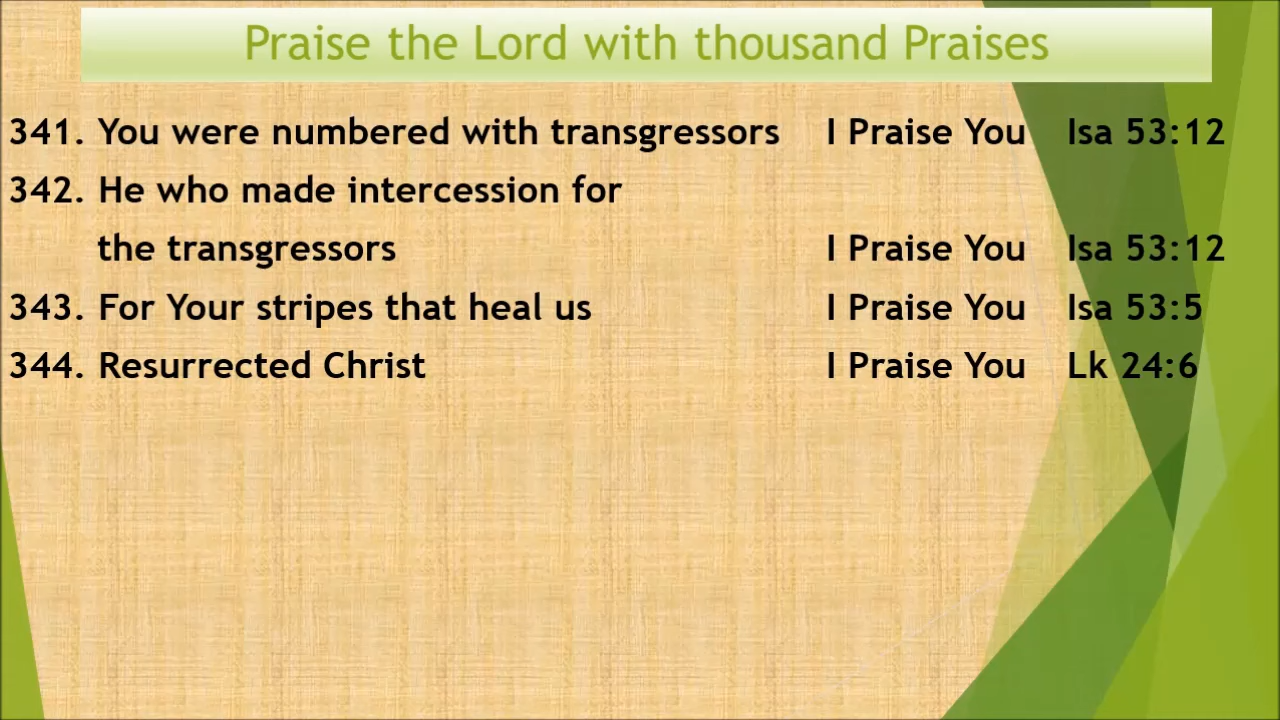 Praise the Lord with thousand Praises
341. You were numbered with transgressors I Praise You Isa 53:12
342. He who made intercession for
the transgressors I Praise You Isa 53:12
343. For Your stripes that heal us I Praise You Isa 53:5
344. Resurrected Christ I Praise You Lk 24:6